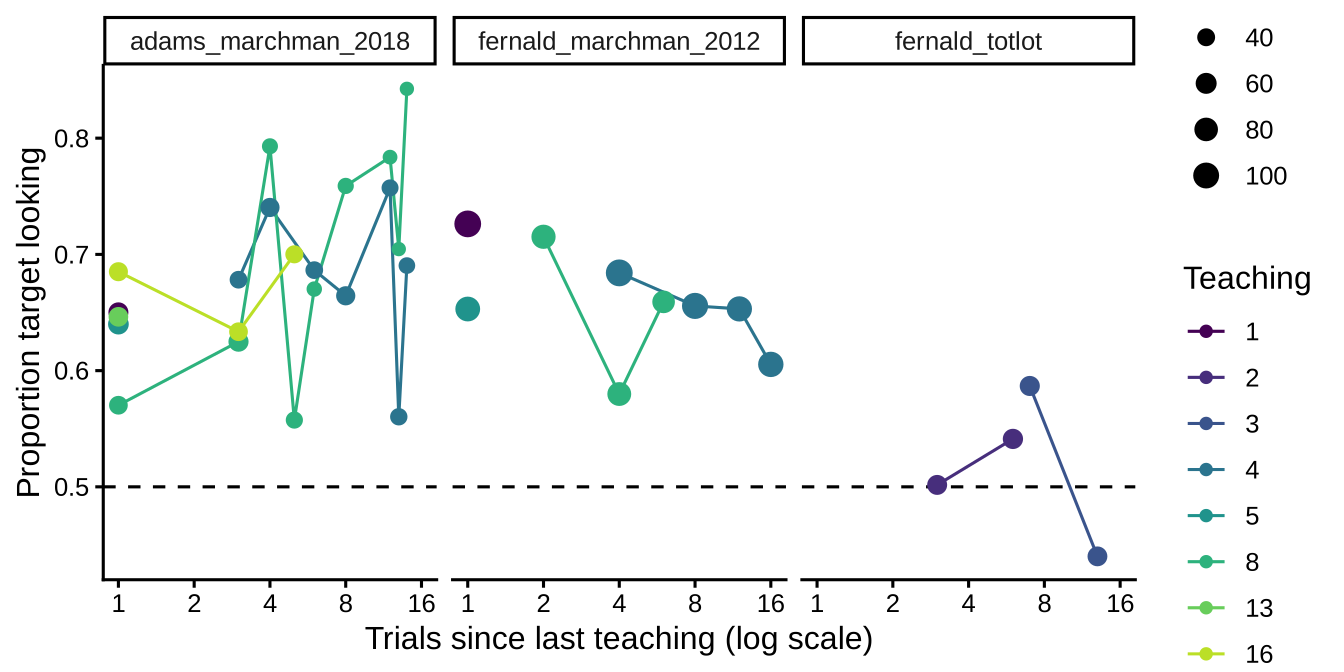 adams_marchman_2018
fernald_marchman_2012
fernald_totlot
Proportion target looking
0.8
0.7
0.6
0.5
1 2 4 8 16
1 2 4 8 16
1 2 4 8 16
Trials since last teaching (log scale)
40
60
80
100
Teaching
1
2
3
4
5
8
13
16